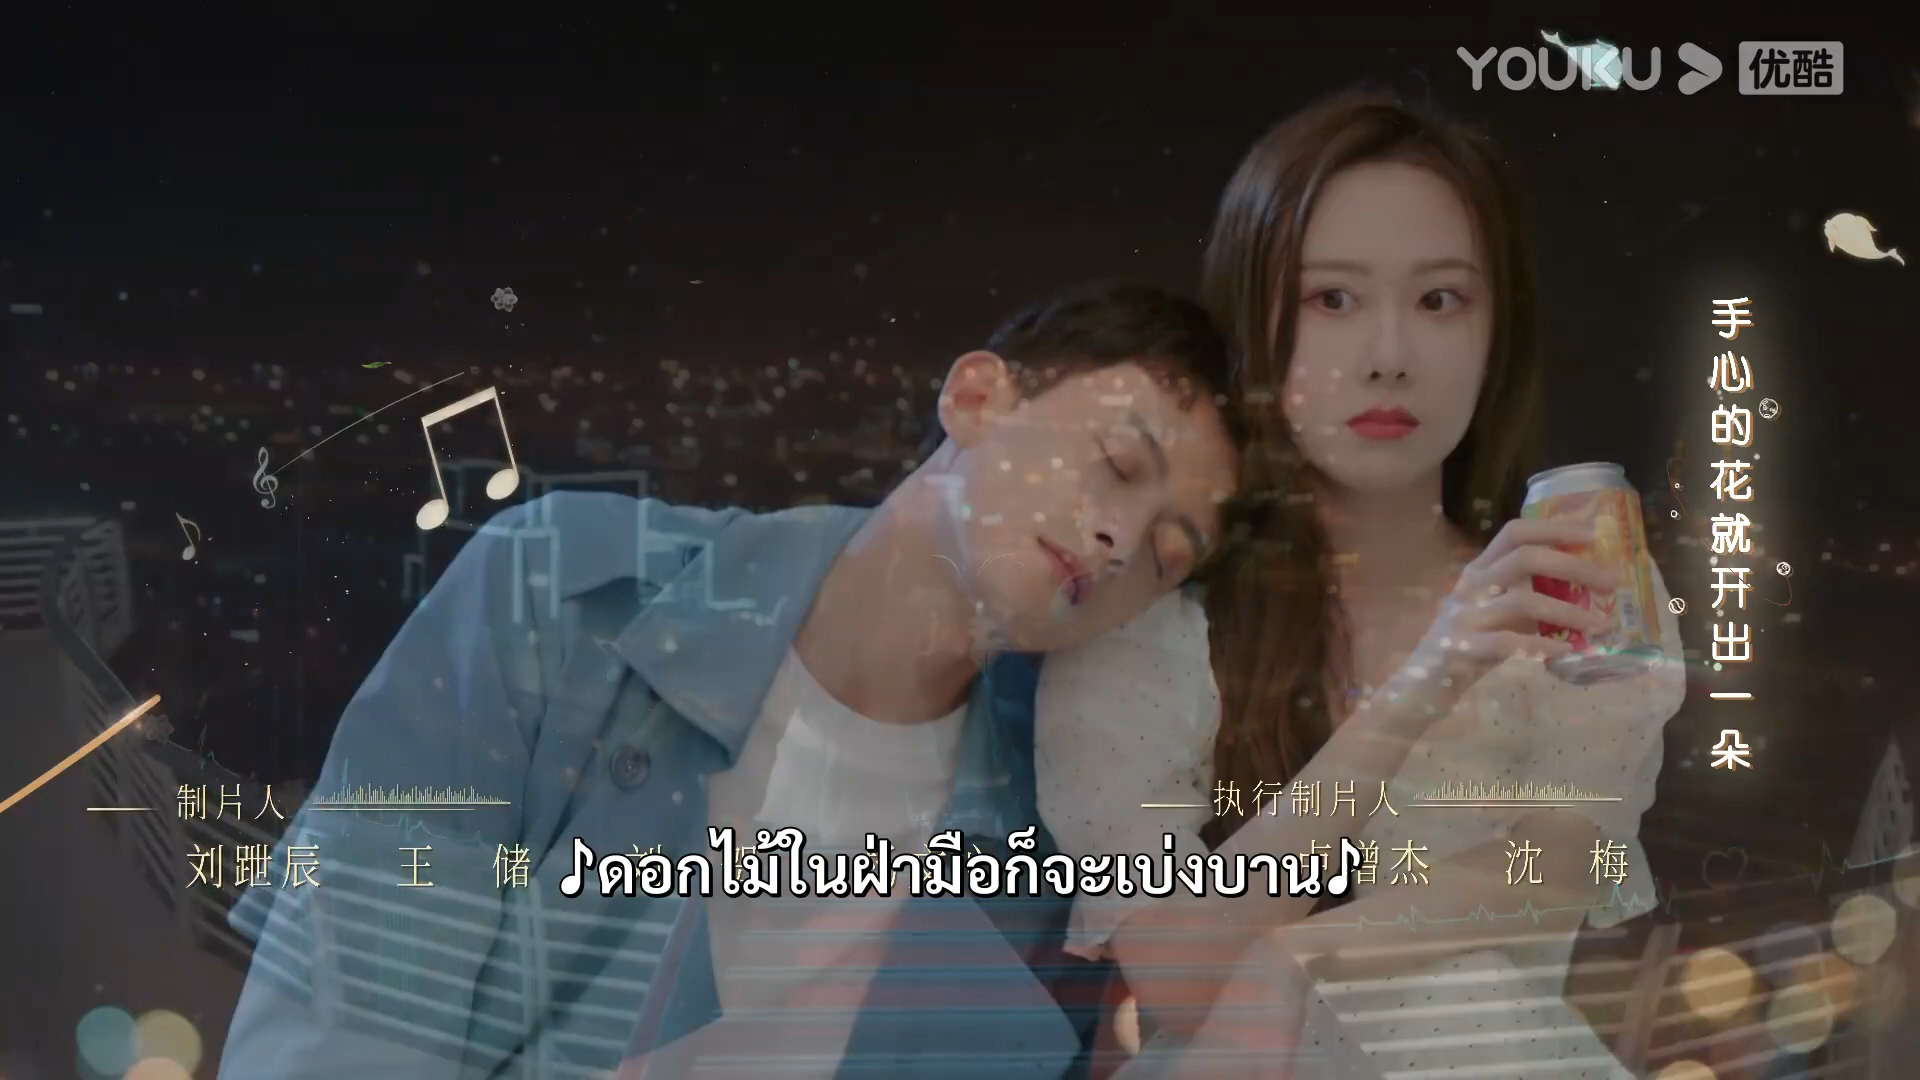 YOUKU 优酷
手心的花就开出一朵
制片人
执行制片人
刘跐辰 王 储
增杰 沈 梅
♪ดอกไม้ในฝ่ามือก็จะเบ่งบาน♪